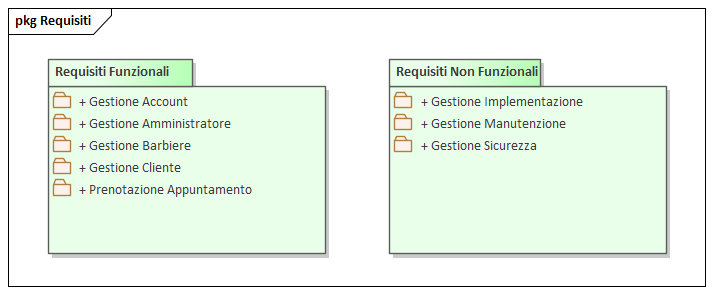 pkg Requisiti
Requisiti Funzionali
+ Gestione Account
+ Gestione Amministratore
+ Gestione Barbiere
+ Gestione Cliente
+ Prenotazione Appuntamento
Requisiti Non Funzionali
+ Gestione Implementazione
+ Gestione Manutenzione
+ Gestione Sicurezza